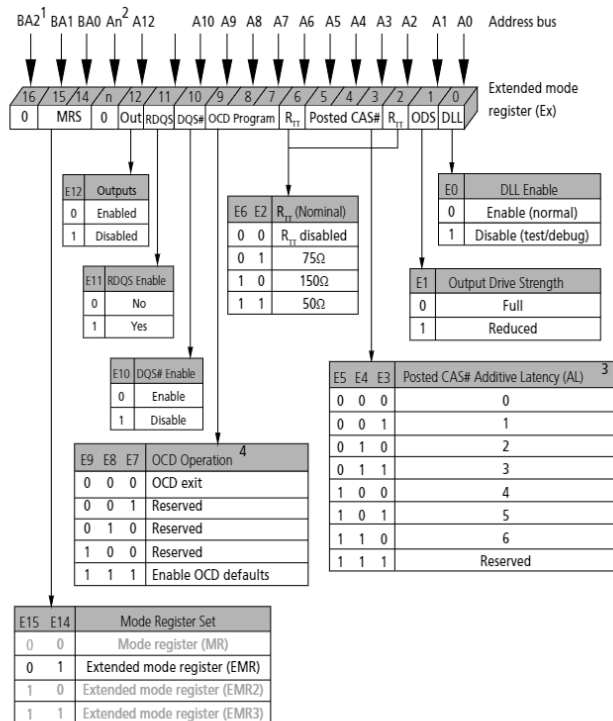 BA2¹ BA1 BA0 An² A12 A10 A9 A8 A7 A6 A5 A4 A3 A2 A1 A0 Address bus
16 15 14 n 12 11 10 9 8 7 6 5 4 3 2 1 0 Extended mode
register (Ex)
0 MRS 0 Out RDQS DQS# OCD Program RTT Posted CAS# RTT ODS DLL
E12 Outputs
0 Enabled
1 Disabled
E11 RDQS Enable
0 No
1 Yes
E10 DQS# Enable
0 Enable
1 Disable
E6 E2 RTT (Nominal)
0 0 RTT disabled
0 1 75Ω
1 0 150Ω
1 1 50Ω
E0 DLL Enable
0 Enable (normal)
1 Disable (test/debug)
E1 Output Drive Strength
0 Full
1 Reduced
E5 E4 E3 Posted CAS# Additive Latency (AL) 3
0 0 0 0
0 0 1 1
0 1 0 2
0 1 1 3
1 0 0 4
1 0 1 5
1 1 0 6
1 1 1 Reserved
E9 E8 E7 OCD Operation 4
0 0 0 OCD exit
0 0 1 Reserved
0 1 0 Reserved
1 0 0 Reserved
1 1 1 Enable OCD defaults
E15 E14 Mode Register Set
0 0 Mode register (MR)
0 1 Extended mode register (EMR)
1 0 Extended mode register (EMR2)
1 1 Extended mode register (EMR3)